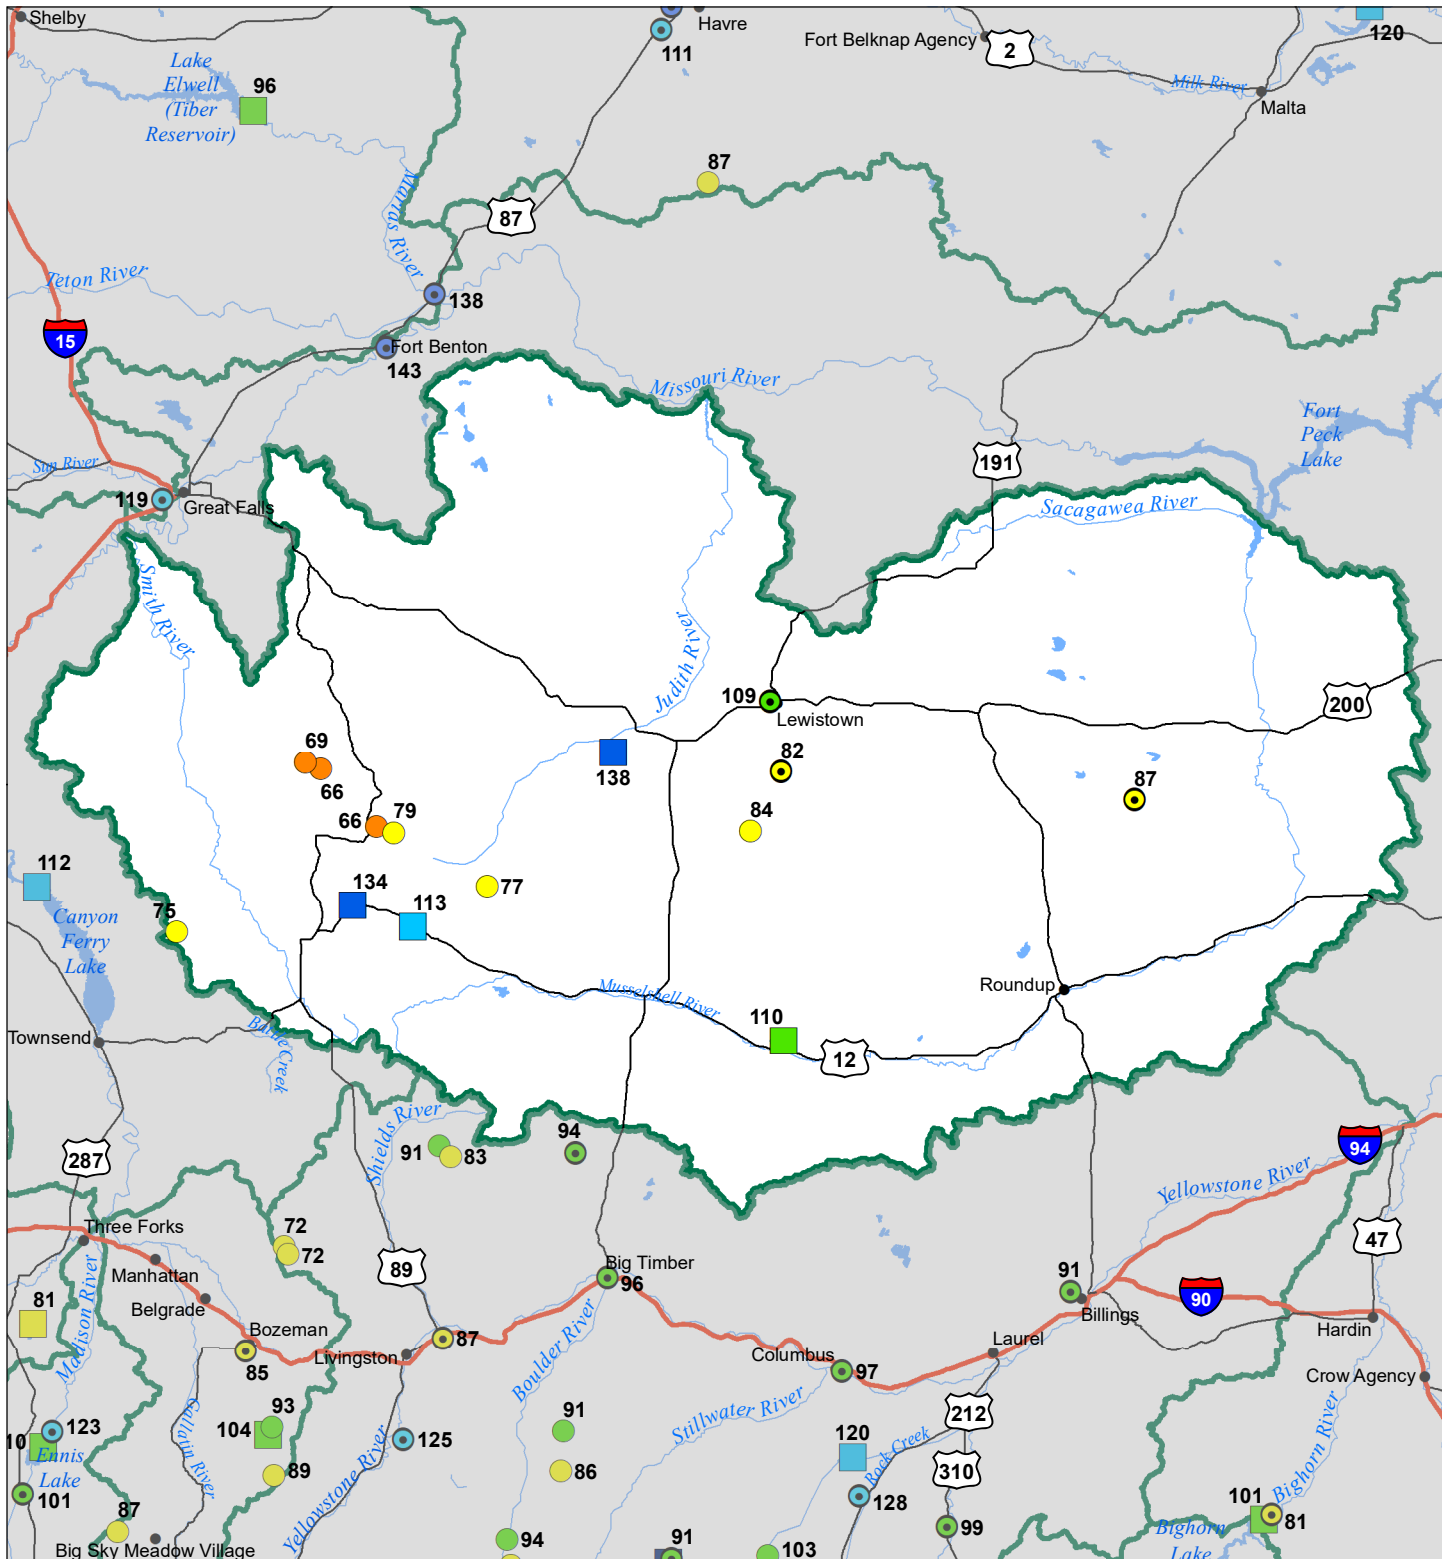 Shelby
Havre
111
Fort Belknap Agency
2
120
Lake
Elwell
(Tiber
Reservoir)
96
Milk River
Malta
87
Marias River
87
Teton River
138
15
Fort Benton
143
Missouri River
Fort
Peck
Lake
191
Sun River
119
Great Falls
Sacagawea River
Smith River
Judith River
109
Lewistown
200
69
66
138
82
87
66
79
84
112
134
113
77
75
Canyon
Ferry
Lake
Musselshell River
Roundup
110
12
Townsend
Battle Creek
Shields River
91
83
94
287
94
Yellowstone River
Three Forks
72
72
47
Manhattan
89
Big Timber
96
91
90
Billings
Belgrade
81
Madison River
Bozeman
85
Livingston
87
Boulder River
Columbus
97
Laurel
Hardin
Crow Agency
93
104
123
10
Ennis
Lake
101
Gallatin River
89
125
Yellowstone River
91
86
Stillwater River
212
120
Rock Creek
310
128
99
Bighorn River
101
81
87
Big Sky Meadow Village
94
91
103
Bighorn
Lake